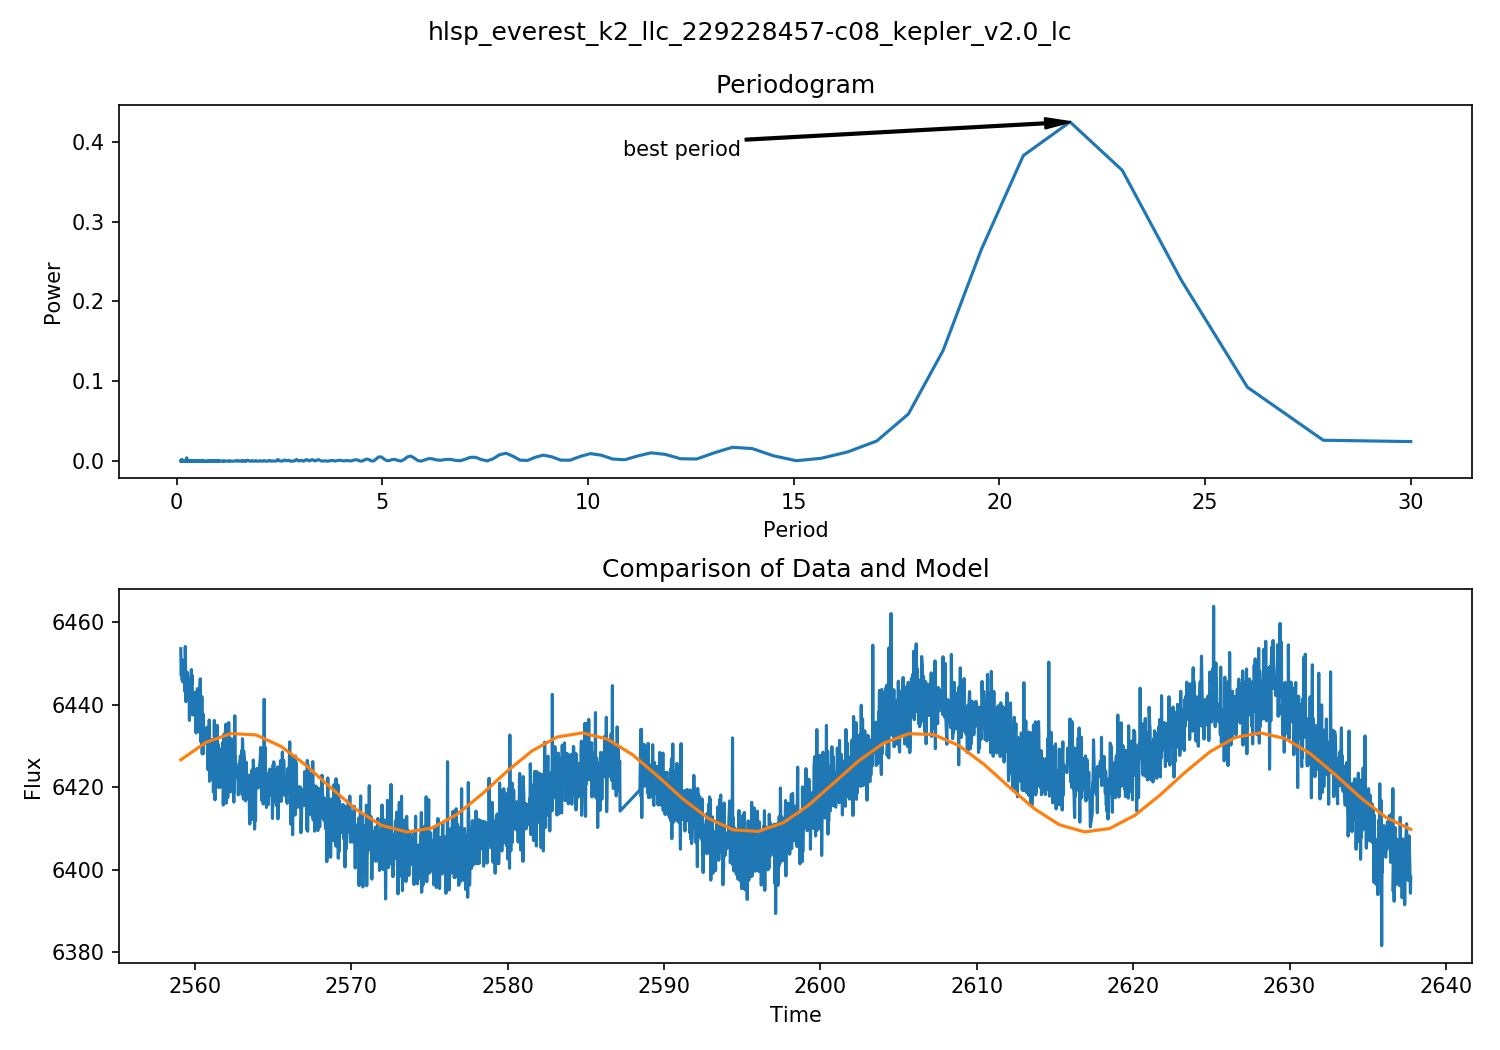 hlsp_everest_k2_llc_229228457-c08_kepler_v2.0_lc
Periodogram
best period
Power
0.4
0.3
0.2
0.1
0.0
0 5 10 15 20 25 30
Period
Comparison of Data and Model
Flux
6460
6440
6420
6400
6380
2560 2570 2580 2590 2600 2610 2620 2630 2640
Time